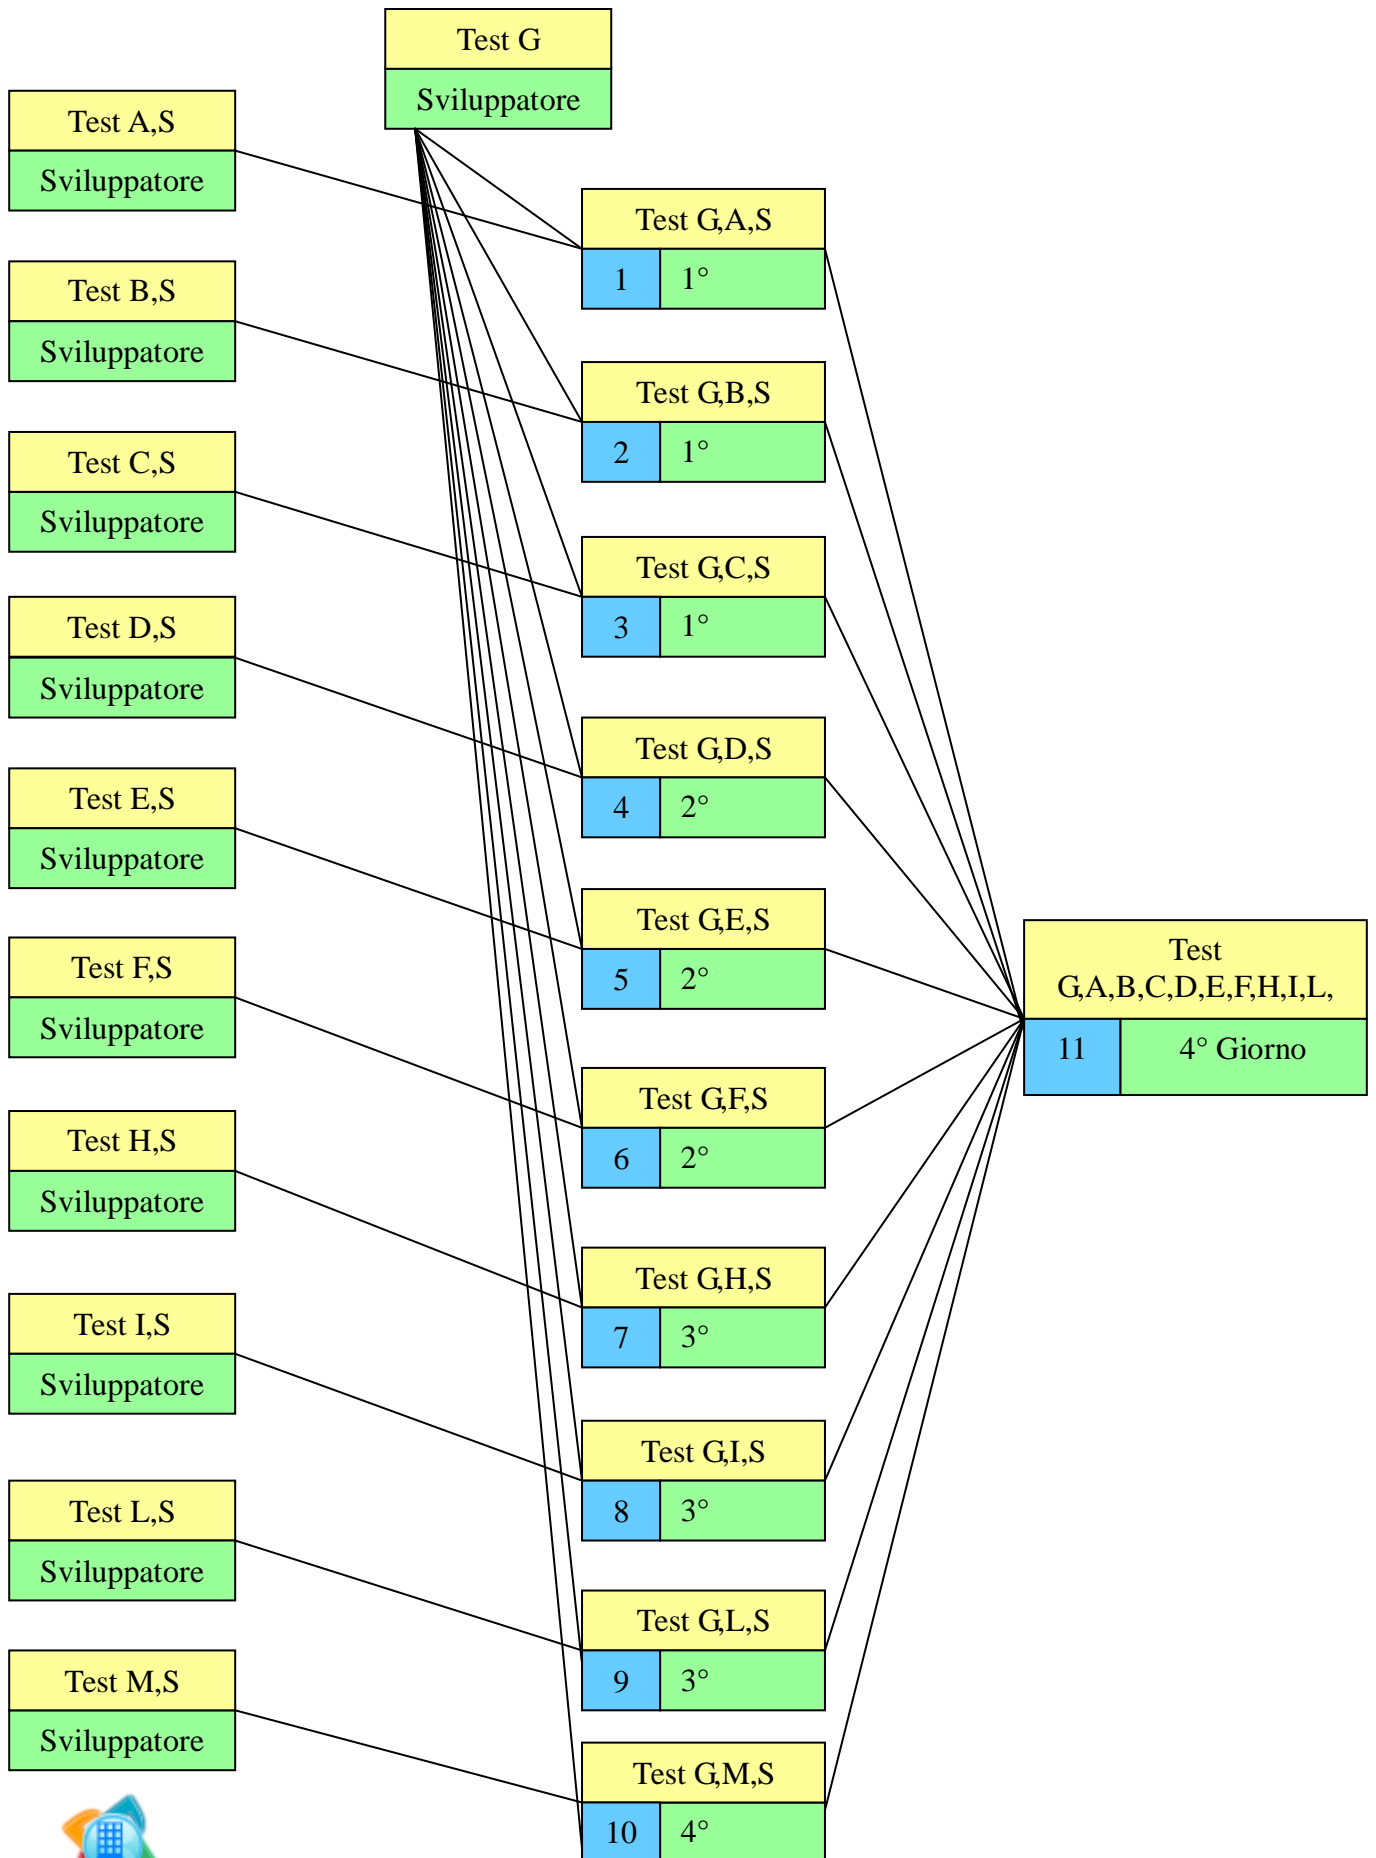 Test G
Sviluppatore
Test A,S
Sviluppatore
Test B,S
Sviluppatore
Test C,S
Sviluppatore
Test D,S
Sviluppatore
Test E,S
Sviluppatore
Test F,S
Sviluppatore
Test H,S
Sviluppatore
Test I,S
Sviluppatore
Test L,S
Sviluppatore
Test M,S
Sviluppatore
Test G,A,S
1 1°
Test G,B,S
2 1°
Test G,C,S
3 1°
Test G,D,S
4 2°
Test G,E,S
5 2°
Test G,F,S
6 2°
Test G,H,S
7 3°
Test G,I,S
8 3°
Test G,L,S
9 3°
Test G,M,S
10 4°
Test
G,A,B,C,D,E,F,H,I,L,
11 4° Giorno